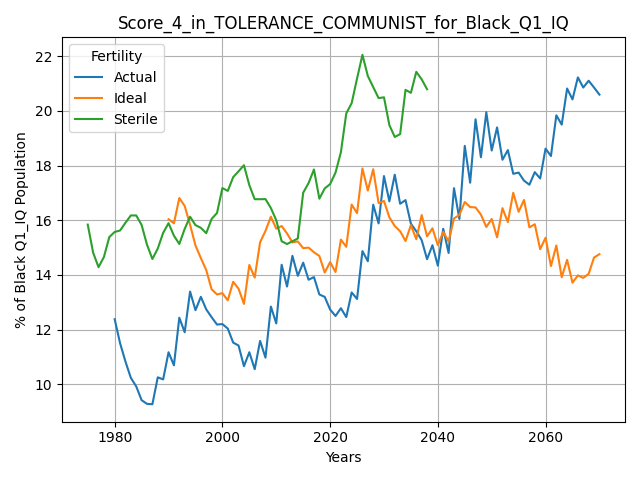 Score_4_in_TOLERANCE_COMMUNIST_for_Black_Q1_IQ
Fertility
Actual
Ideal
Sterile
% of Black Q1_IQ Population
22
20
18
16
14
12
10
1980
2000
2020
2040
2060
Years